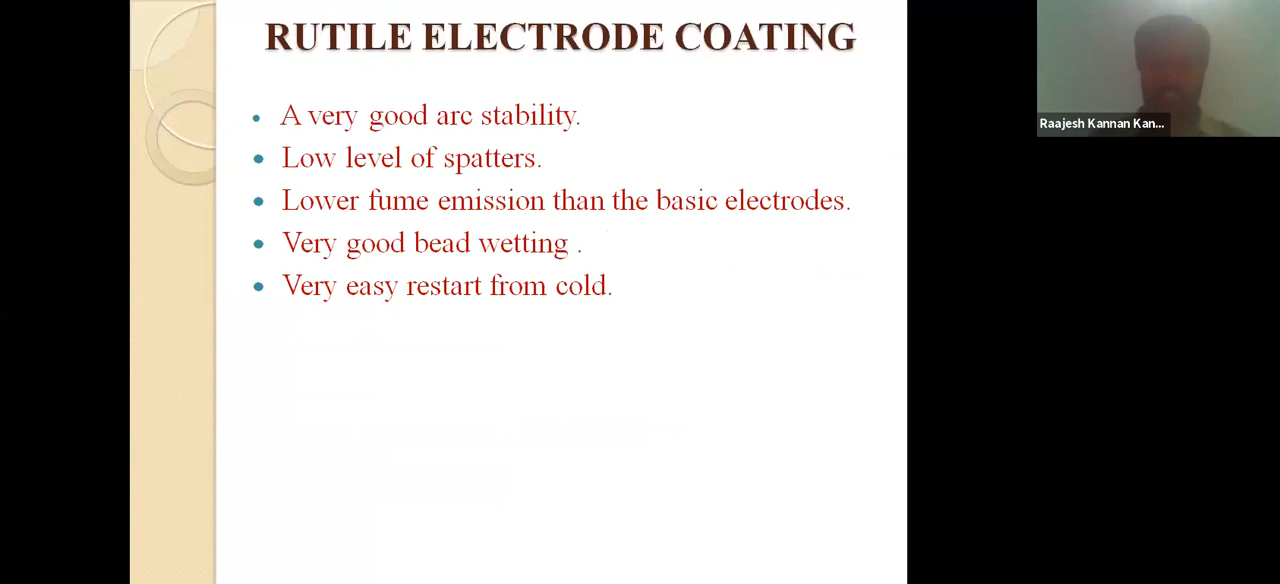 RUTILE ELECTRODE COATING
• A very good arc stability.
• Low level of spatters.
• Lower fume emission than the basic electrodes.
• Very good bead wetting .
• Very easy restart from cold.
Raajesh Kannan Kan...